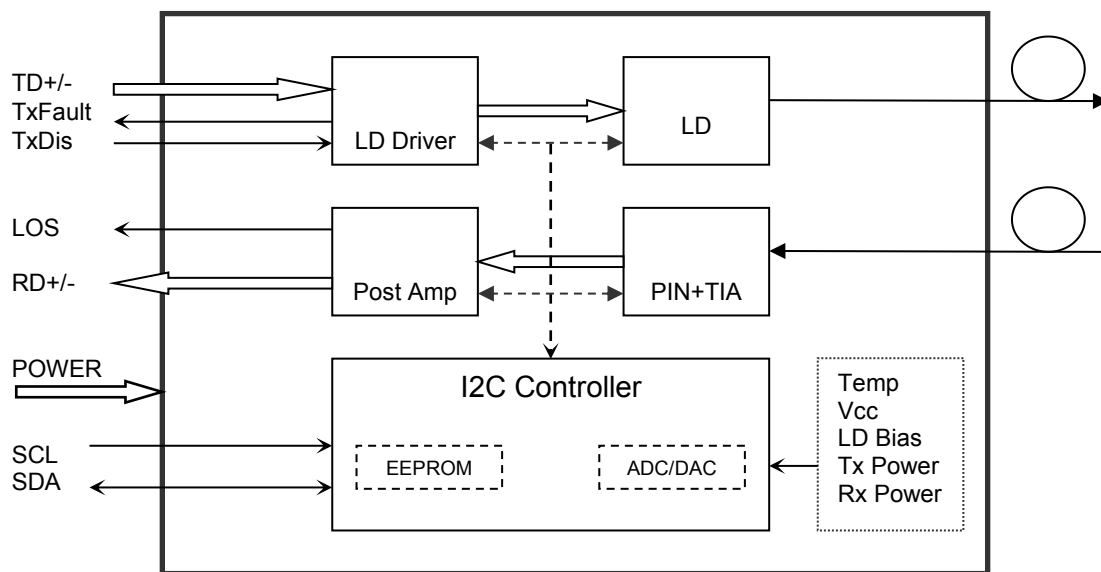 TD+/-
TxFault
TxDis
LD Driver
LD
LOS
RD+/-
Post Amp
PIN+TIA
POWER
SCL
SDA
I2C Controller
EEPROM
ADC/DAC
Temp
Vcc
LD Bias
Tx Power
Rx Power